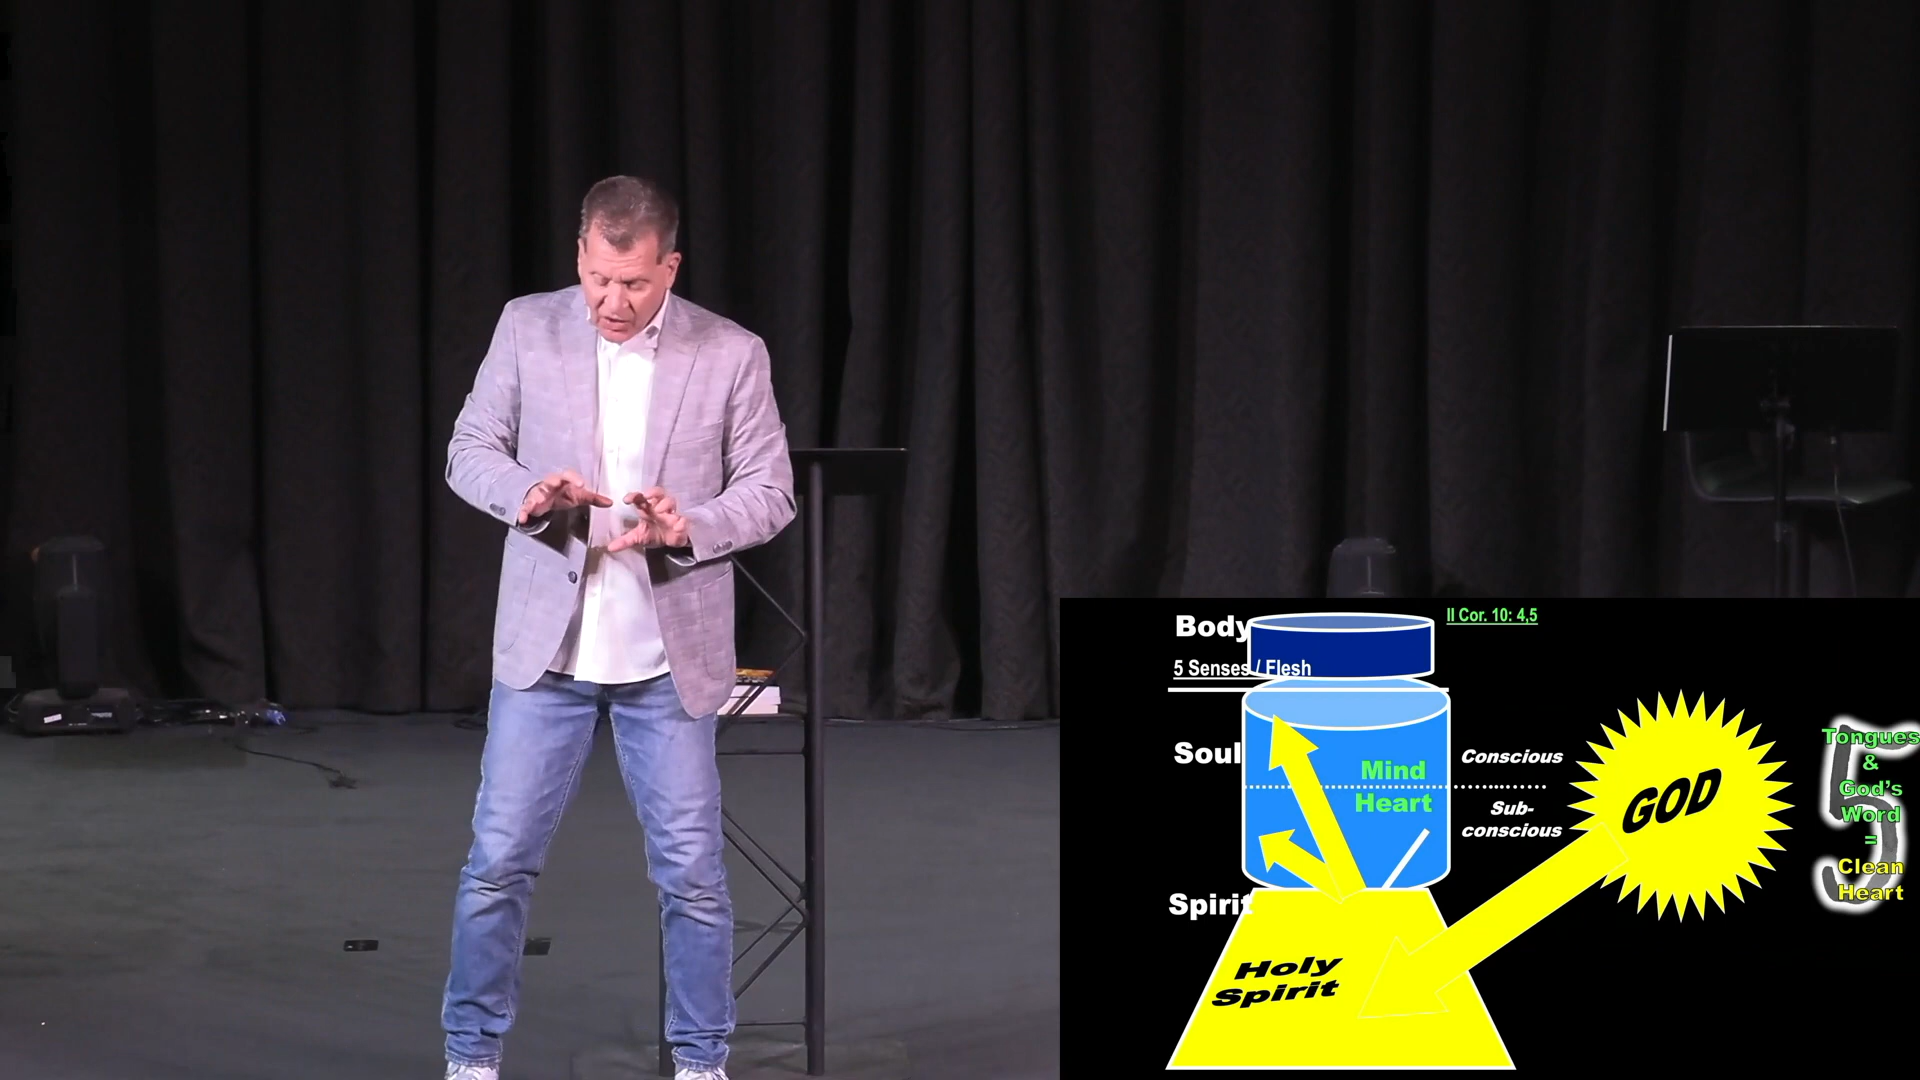 Body
II Cor. 10: 4,5
5 Senses / Flesh
Soul
Mind
Heart
Conscious
Sub-
conscious
GOD
5
Tongues
&
God's
Word
=
Clean
Heart
Spirit
Holy
Spirit